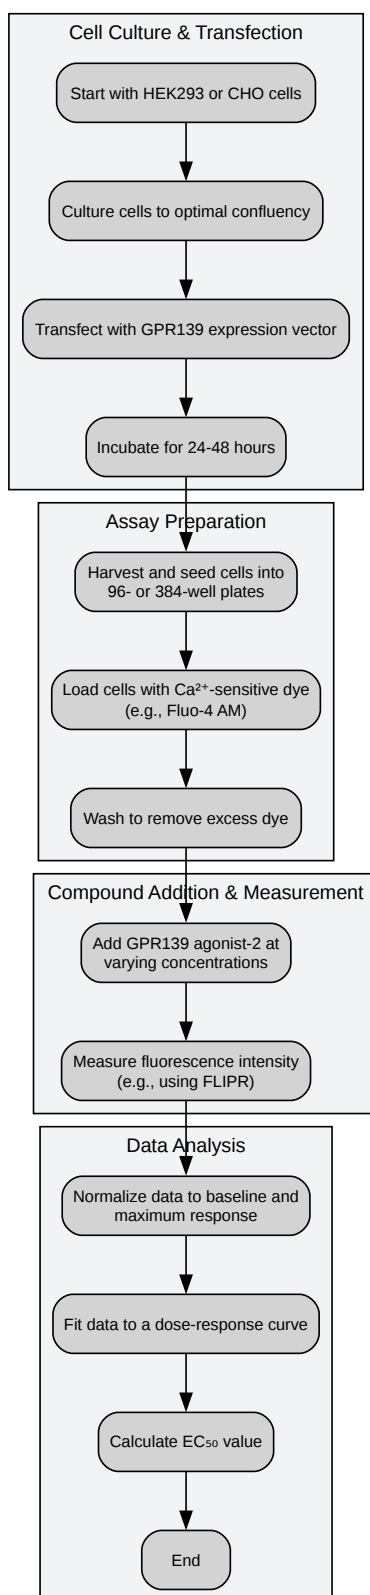 Cell Culture & Transfection
Start with HEK293 or CHO cells
Culture cells to optimal confluency
Transfect with GPR139 expression vector
Incubate for 24-48 hours
Assay Preparation
Harvest and seed cells into
96- or 384-well plates
Load cells with Ca²⁺-sensitive dye
(e.g., Fluo-4 AM)
Wash to remove excess dye
Compound Addition & Measurement
Add GPR139 agonist-2 at
varying concentrations
Measure fluorescence intensity
(e.g., using FLIPR)
Data Analysis
Normalize data to baseline and
maximum response
Fit data to a dose-response curve
Calculate EC₅₀ value
End